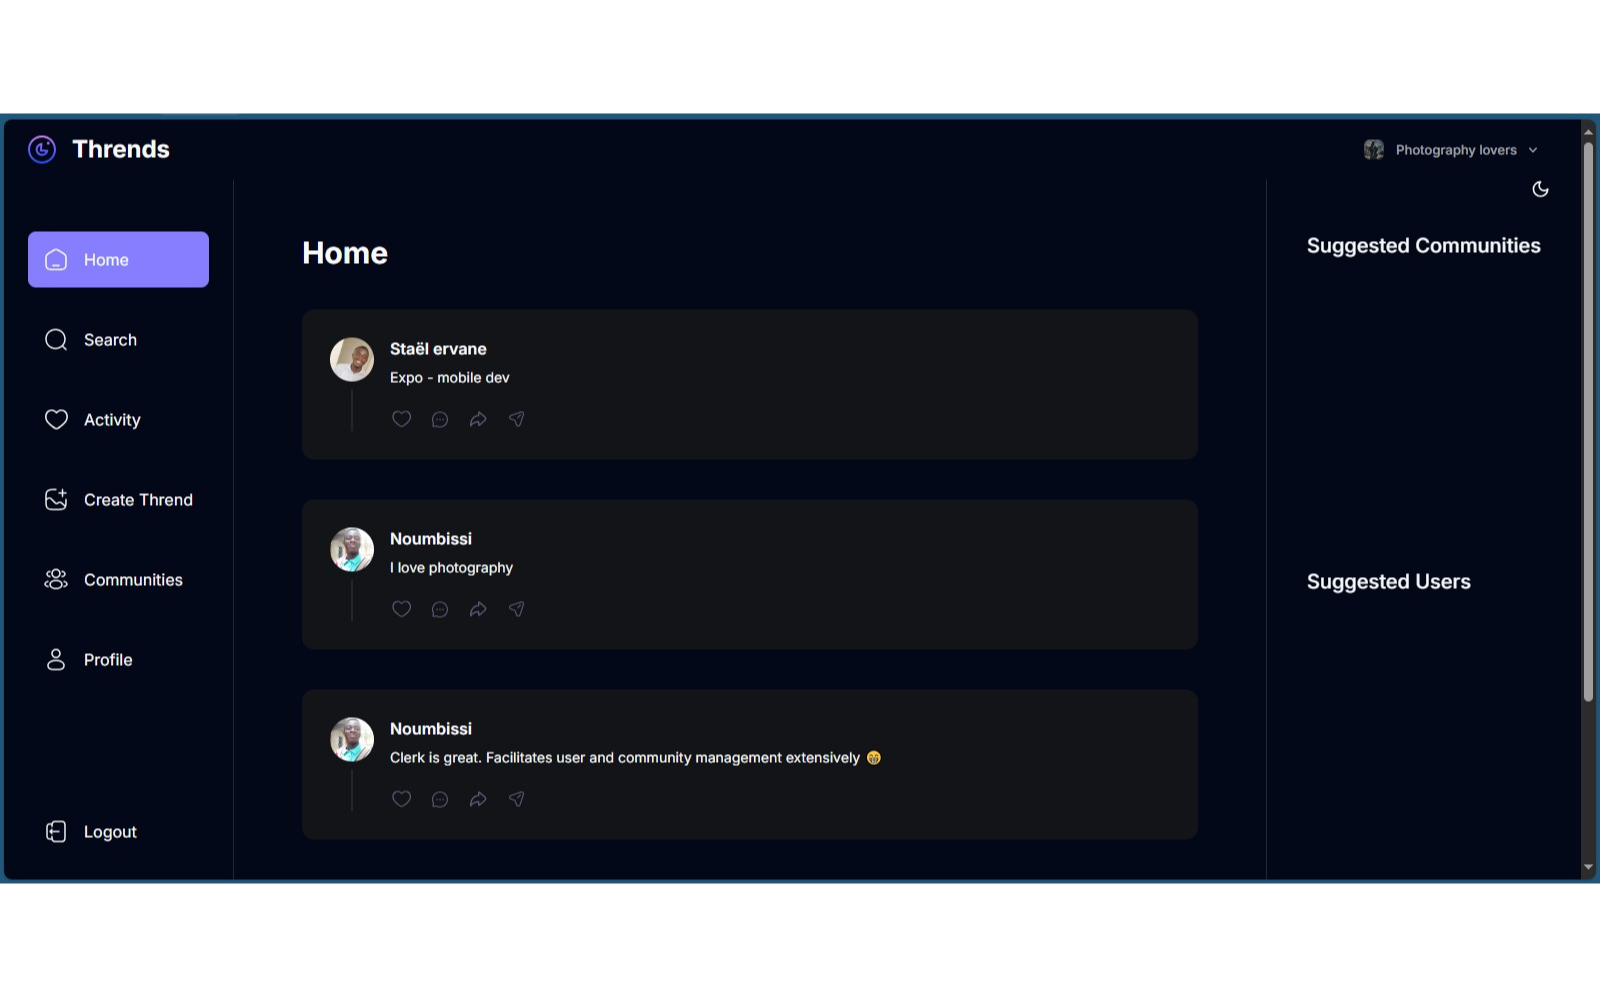 Thrends
Photography lovers
Home
Search
Activity
Create Thrend
Communities
Profile
Logout
Home
Staël ervane
Expo - mobile dev
Noumbissi
I love photography
Noumbissi
Clerk is great. Facilitates user and community management extensively 😁
Suggested Communities
Suggested Users